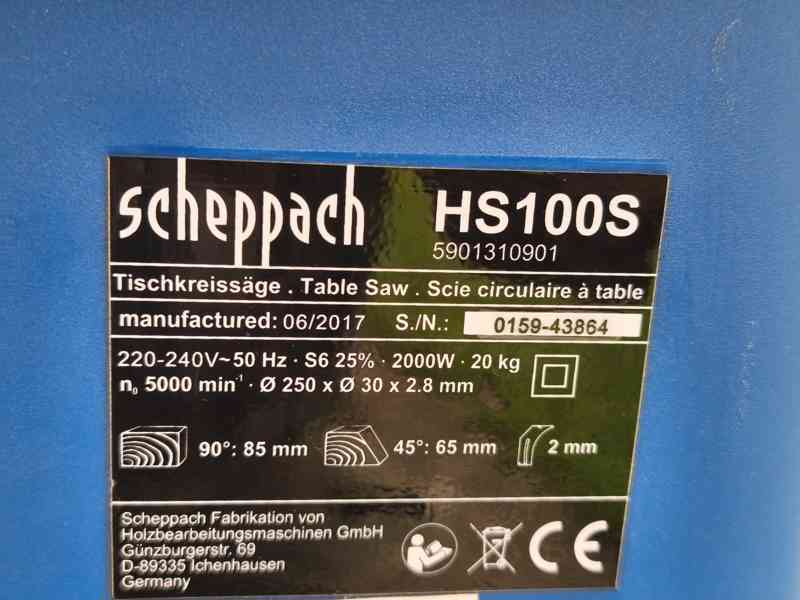 scheppach HS100S
5901310901
Tischkreissäge . Table Saw . Scie circulaire à table
manufactured: 06/2017 S./N.: 0159-43864
220-240V~50 Hz · S6 25% · 2000W · 20 kg
n₀ 5000 min⁻¹ · Ø 250 x Ø 30 x 2.8 mm
90°: 85 mm 45°: 65 mm 2 mm
Scheppach Fabrikation von
Holzbearbeitungsmaschinen GmbH
Günzburgerstr. 69
D-89335 Ichenhausen
Germany
CE